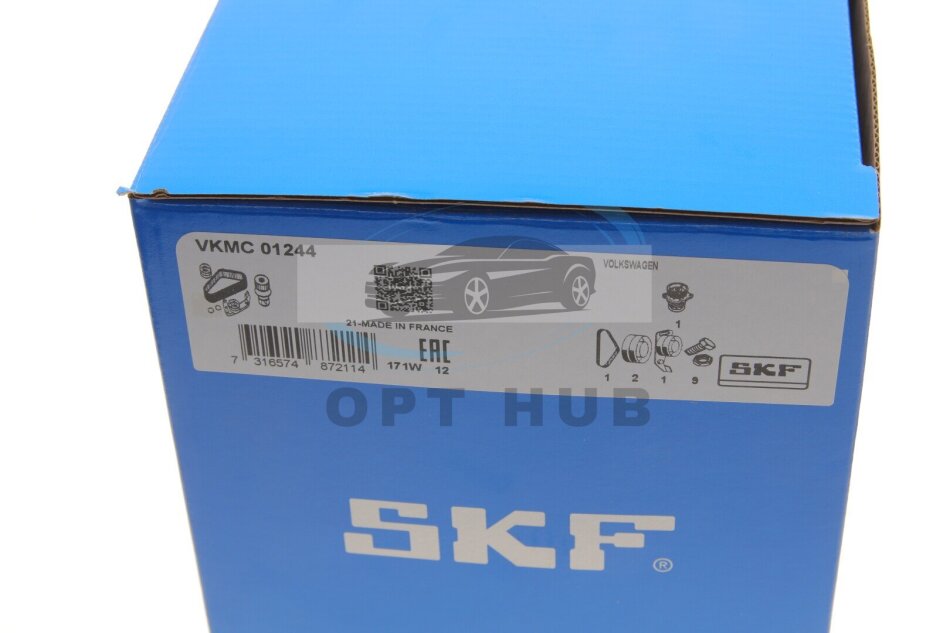 VKMC 01244
VOLKSWAGEN
21-MADE IN FRANCE
1
EAC
7 316574 872114 171W 12
1 2 1 9
SKF
OPT HUB
SKF®